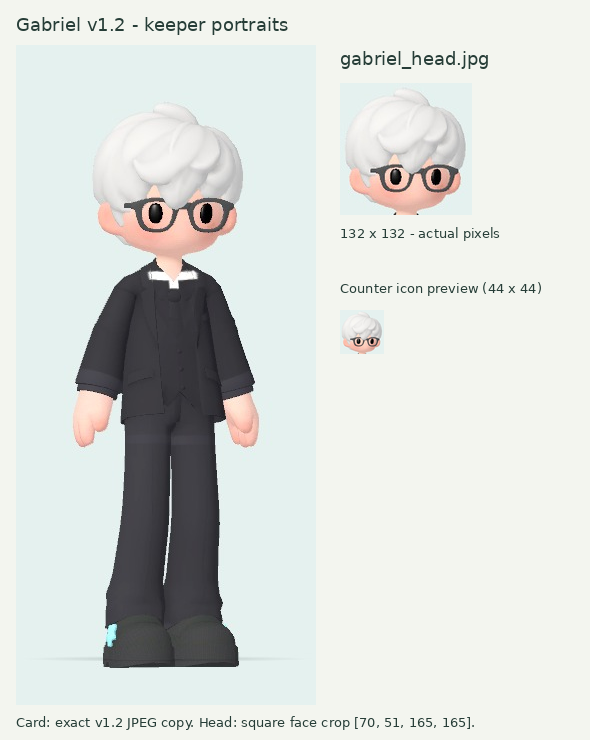 Gabriel v1.2 - keeper portraits
gabriel_head.jpg
132 x 132 - actual pixels
Counter icon preview (44 x 44)
Card: exact v1.2 JPEG copy. Head: square face crop [70, 51, 165, 165].